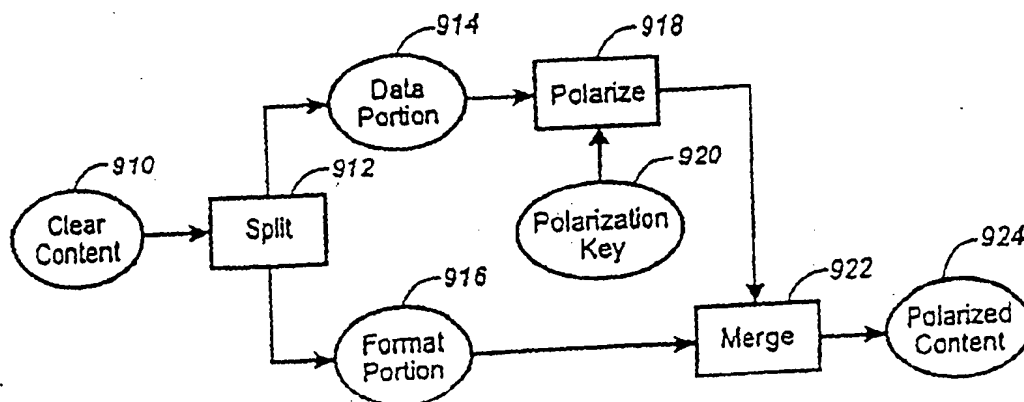 914
918
Data
Portion
Polarize
910
912
920
Clear
Content
Split
Polarization
Key
924
916
922
Format
Portion
Merge
Polarized
Content